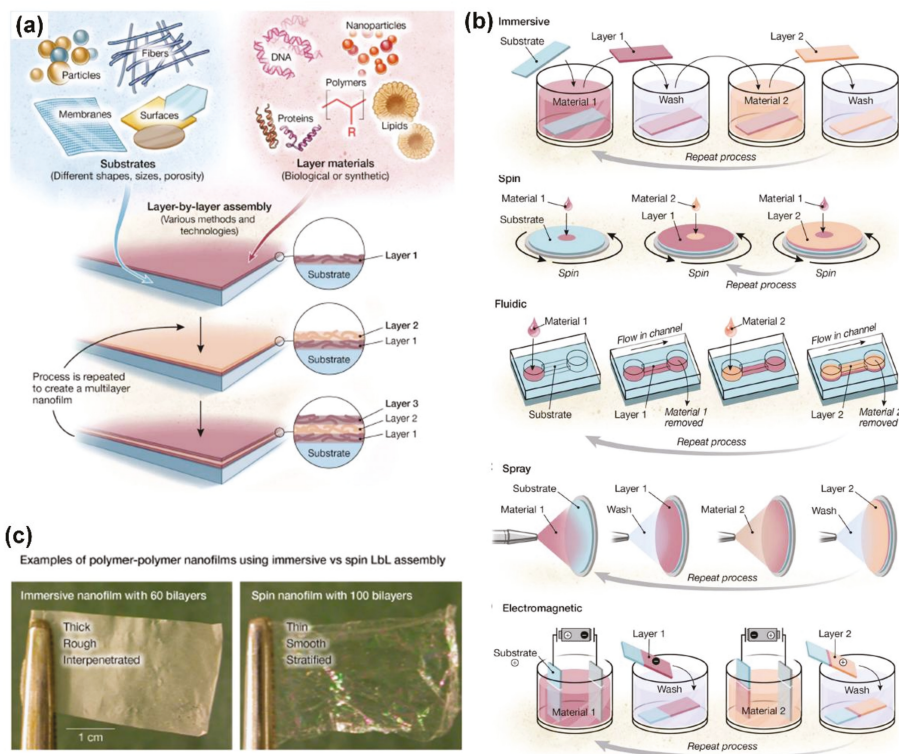 (a)
Particles
Fibers
Membranes
Surfaces
Substrates
(Different shapes, sizes, porosity)
DNA
Nanoparticles
Polymers
R
Proteins
Lipids
Layer materials
(Biological or synthetic)
Layer-by-layer assembly
(Various methods and
technologies)
Layer 1
Substrate
Layer 2
Layer 1
Substrate
Process is repeated
to create a multilayer
nanofilm
Layer 3
Layer 2
Layer 1
Substrate
(b)
Immersive
Substrate
Layer 1
Layer 2
Material 1
Wash
Material 2
Wash
Repeat process
Spin
Material 1
Substrate
Material 2
Layer 1
Material 1
Layer 2
Spin
Spin
Spin
Repeat process
Fluidic
Material 1
Flow in channel
Material 2
Flow in channel
Substrate
Layer 1
Material 1
removed
Layer 2
Material 2
removed
Repeat process
Spray
Substrate
Material 1
Layer 1
Wash
Material 2
Layer 2
Wash
Repeat process
Electromagnetic
Substrate
Layer 1
Layer 2
Material 1
Wash
Material 2
Wash
Repeat process
(c)
Examples of polymer-polymer nanofilms using immersive vs spin LbL assembly
Immersive nanofilm with 60 bilayers
Thick
Rough
Interpenetrated
1 cm
Spin nanofilm with 100 bilayers
Thin
Smooth
Stratified